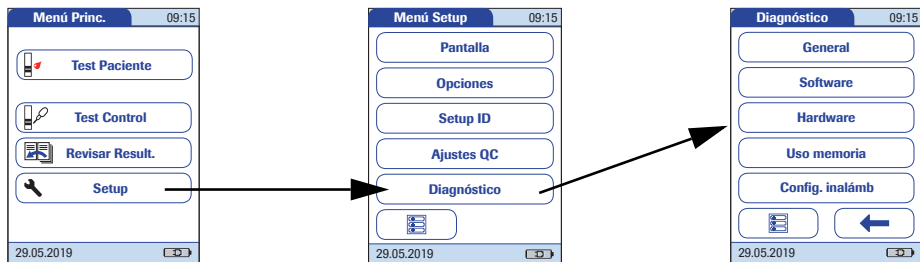 Menú Princ. 09:15
Test Paciente
Test Control
Revisar Result.
Setup
29.05.2019
Menú Setup 09:15
Pantalla
Opciones
Setup ID
Ajustes QC
Diagnóstico
29.05.2019
Diagnóstico 09:15
General
Software
Hardware
Uso memoria
Config. inalámb
29.05.2019